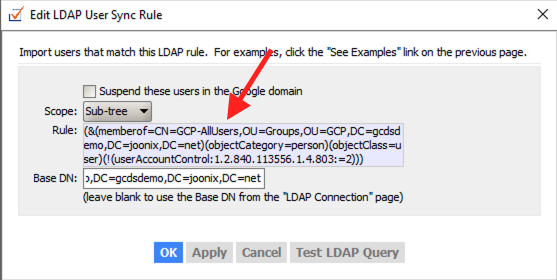 Edit LDAP User Sync Rule
Import users that match this LDAP rule. For examples, click the "See Examples" link on the previous page.
Suspend these users in the Google domain
Scope: Sub-tree
Rule: (&(memberof=CN=GCP-AllUsers,OU=Groups,OU=GCP,DC=gcdsd
emo,DC=joonix,DC=net)(objectCategory=person)(objectClass=u
ser)(!(userAccountControl:1.2.840.113556.1.4.803:=2)))
Base DN: ,DC=gcdsdemo,DC=joonix,DC=net
(leave blank to use the Base DN from the "LDAP Connection" page)
OK Apply Cancel Test LDAP Query